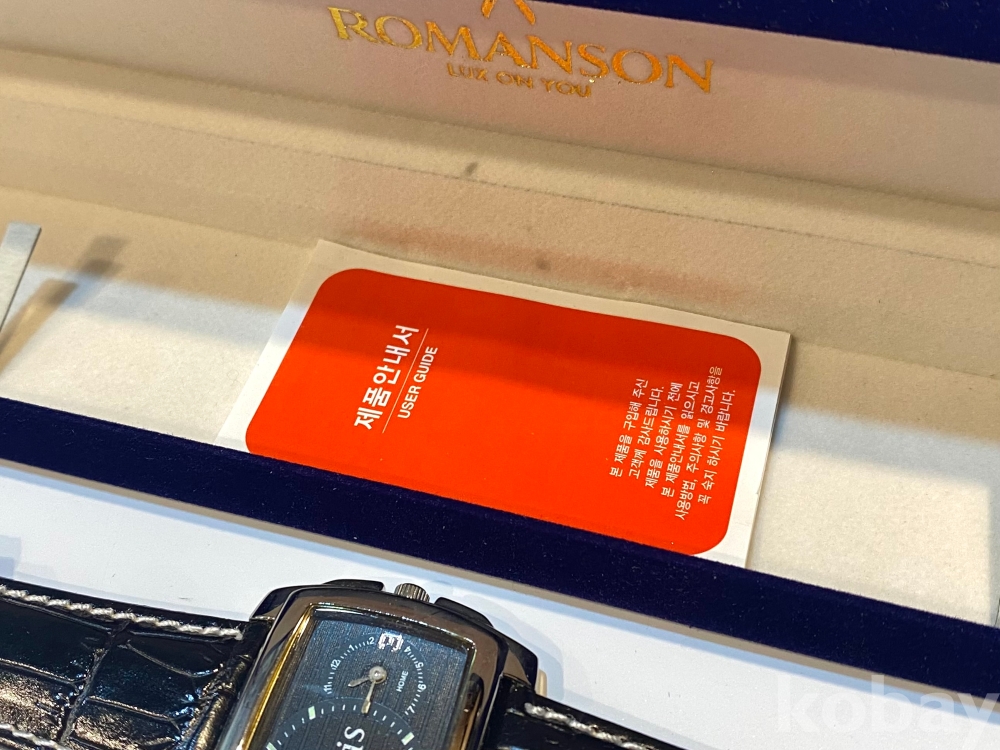 ROMANSON
LUX ON YOU
제품안내서
USER GUIDE
본 제품을 구입해 주신
고객께 감사드립니다.
제품을 사용하시기 전에
본 제품안내서를 읽으시고
사용방법, 주의사항 및 경고사항을
꼭 숙지 하시기 바랍니다.
HOME
kobay